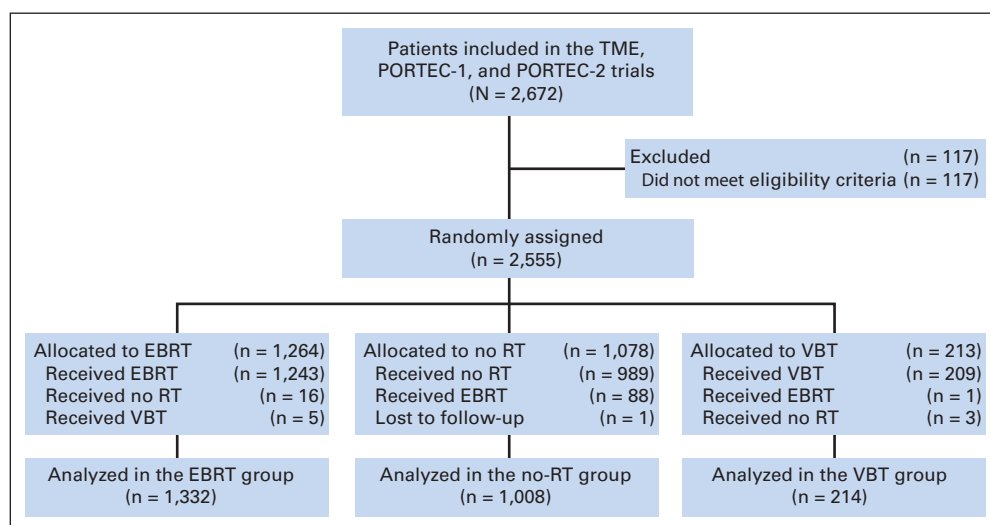 Patients included in the TME,
PORTEC-1, and PORTEC-2 trials
(N = 2,672)
Excluded (n = 117)
Did not meet eligibility criteria (n = 117)
Randomly assigned
(n = 2,555)
Allocated to EBRT (n = 1,264)
Received EBRT (n = 1,243)
Received no RT (n = 16)
Received VBT (n = 5)
Allocated to no RT (n = 1,078)
Received no RT (n = 989)
Received EBRT (n = 88)
Lost to follow-up (n = 1)
Allocated to VBT (n = 213)
Received VBT (n = 209)
Received EBRT (n = 1)
Received no RT (n = 3)
Analyzed in the EBRT group
(n = 1,332)
Analyzed in the no-RT group
(n = 1,008)
Analyzed in the VBT group
(n = 214)